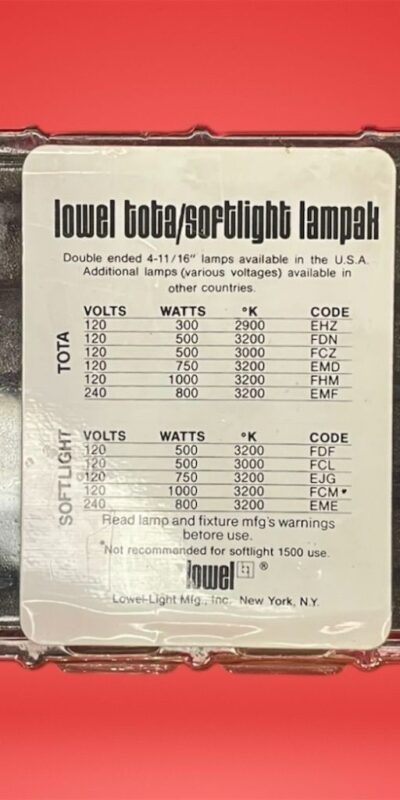 lowel tota/softlight lampak
Double ended 4-11/16" lamps available in the U.S.A.
Additional lamps (various voltages) available in
other countries.
TOTA
VOLTS WATTS °K CODE
120 300 2900 EHZ
120 500 3200 FDN
120 500 3000 FCZ
120 750 3200 EMD
120 1000 3200 FHM
240 800 3200 EMF
SOFTLIGHT
VOLTS WATTS °K CODE
120 500 3200 FDF
120 500 3000 FCL
120 750 3200 EJG
120 1000 3200 FCM*
240 800 3200 EME
Read lamp and fixture mfg's warnings
before use.
*Not recommended for softlight 1500 use.
lowel ®
Lowel-Light Mfg., Inc. New York, N.Y.